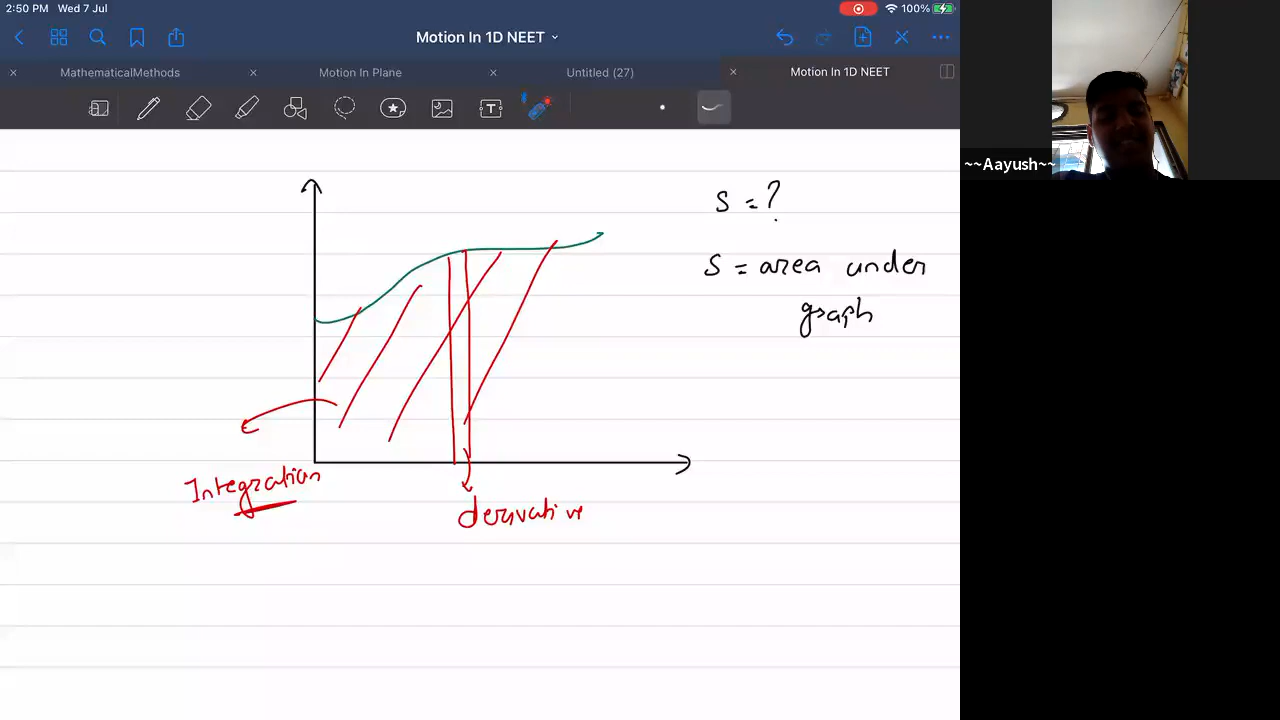 2:50 PM Wed 7 Jul
100%
Motion In 1D NEET
MathematicalMethods
Motion In Plane
Untitled (27)
Motion In 1D NEET
T
~~Aayush~~
s = ?
s = area under
graph
Integration
derivative